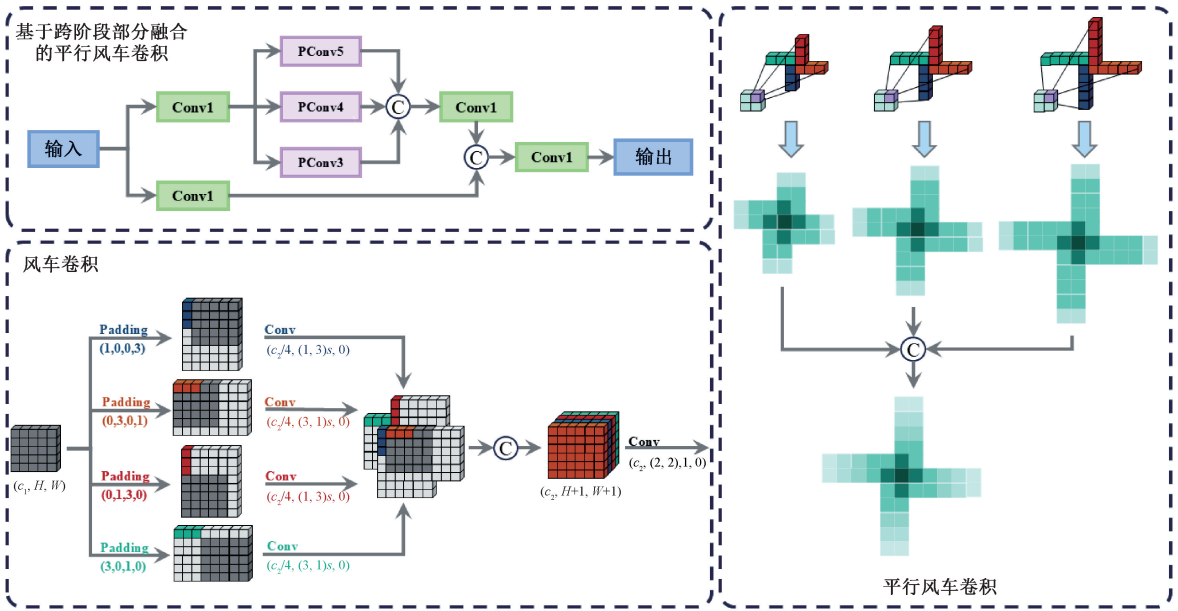 基于跨阶段部分融合
的平行风车卷积
输入
Conv1
Conv1
PConv5
PConv4
PConv3
C
Conv1
C
Conv1
输出
风车卷积
(c₁, H, W)
Padding
(1,0,0,3)
Conv
(c₂/4, (1, 3)s, 0)
Padding
(0,3,0,1)
Conv
(c₂/4, (3, 1)s, 0)
Padding
(0,1,3,0)
Conv
(c₂/4, (1, 3)s, 0)
Padding
(3,0,1,0)
Conv
(c₂/4, (3, 1)s, 0)
C
(c₂, H+1, W+1)
Conv
(c₂, (2, 2),1, 0)
C
平行风车卷积